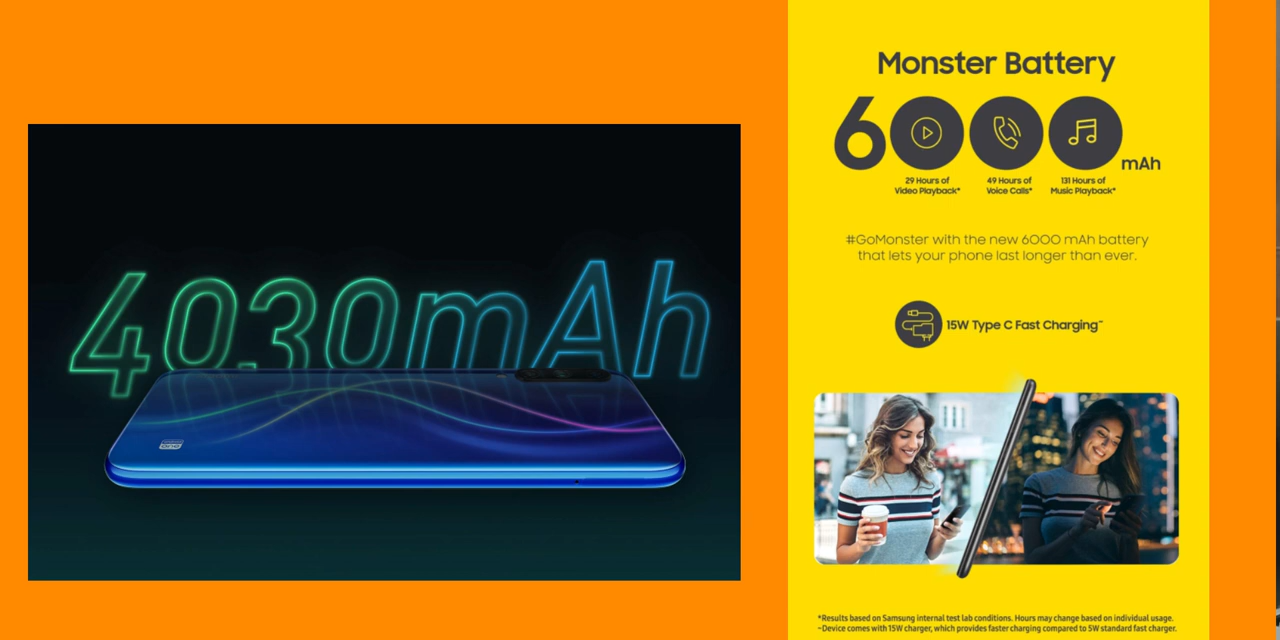 4030mAh
Monster Battery
6000 mAh
29 Hours of
Video Playback*
49 Hours of
Voice Calls*
131 Hours of
Music Playback*
#GoMonster with the new 6000 mAh battery
that lets your phone last longer than ever.
15W Type C Fast Charging~
*Results based on Samsung internal test lab conditions. Hours may change based on individual usage.
~Device comes with 15W charger, which provides faster charging compared to 5W standard fast charger.